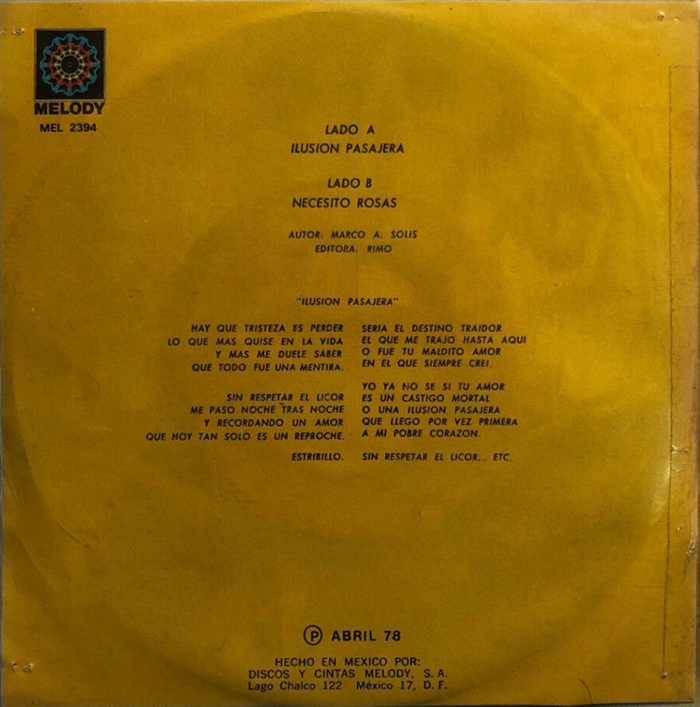 MELODY
MEL 2394
LADO A
ILUSION PASAJERA
LADO B
NECESITO ROSAS
AUTOR: MARCO A. SOLIS
EDITORA: RIMO
"ILUSION PASAJERA"
HAY QUE TRISTEZA ES PERDER
LO QUE MAS QUISE EN LA VIDA
Y MAS ME DUELE SABER
QUE TODO FUE UNA MENTIRA.
SIN RESPETAR EL LICOR
ME PASO NOCHE TRAS NOCHE
Y RECORDANDO UN AMOR
QUE HOY TAN SOLO ES UN REPROCHE.
ESTRIBILLO.
SERIA EL DESTINO TRAIDOR
EL QUE ME TRAJO HASTA AQUI
O FUE TU MALDITO AMOR
EN EL QUE SIEMPRE CREI.
YO YA NO SE SI TU AMOR
ES UN CASTIGO MORTAL
O UNA ILUSION PASAJERA
QUE LLEGO POR VEZ PRIMERA
A MI POBRE CORAZON.
SIN RESPETAR EL LICOR... ETC.
Ⓟ ABRIL 78
HECHO EN MEXICO POR:
DISCOS Y CINTAS MELODY, S.A.
Lago Chalco 122 México 17, D. F.